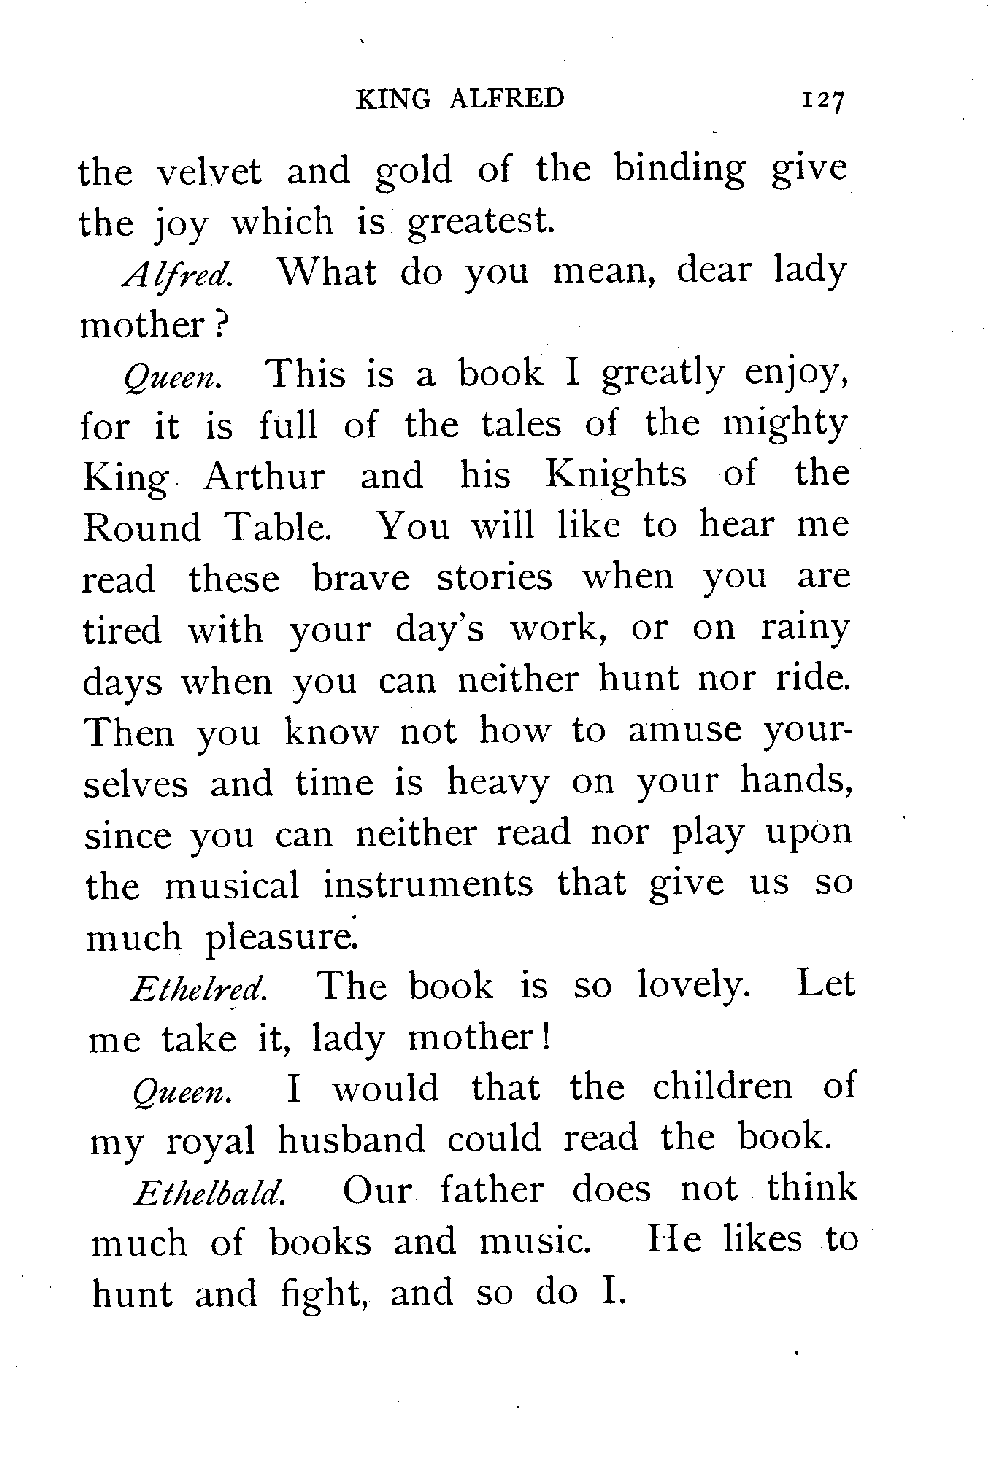 KING ALFRED 127
the velvet and gold of the binding give
the joy which is greatest.
Alfred. What do you mean, dear lady
mother?
Queen. This is a book I greatly enjoy,
for it is full of the tales of the mighty
King Arthur and his Knights of the
Round Table. You will like to hear me
read these brave stories when you are
tired with your day's work, or on rainy
days when you can neither hunt nor ride.
Then you know not how to amuse your-
selves and time is heavy on your hands,
since you can neither read nor play upon
the musical instruments that give us so
much pleasure.
Ethelred. The book is so lovely. Let
me take it, lady mother!
Queen. I would that the children of
my royal husband could read the book.
Ethelbald. Our father does not think
much of books and music. He likes to
hunt and fight, and so do I.